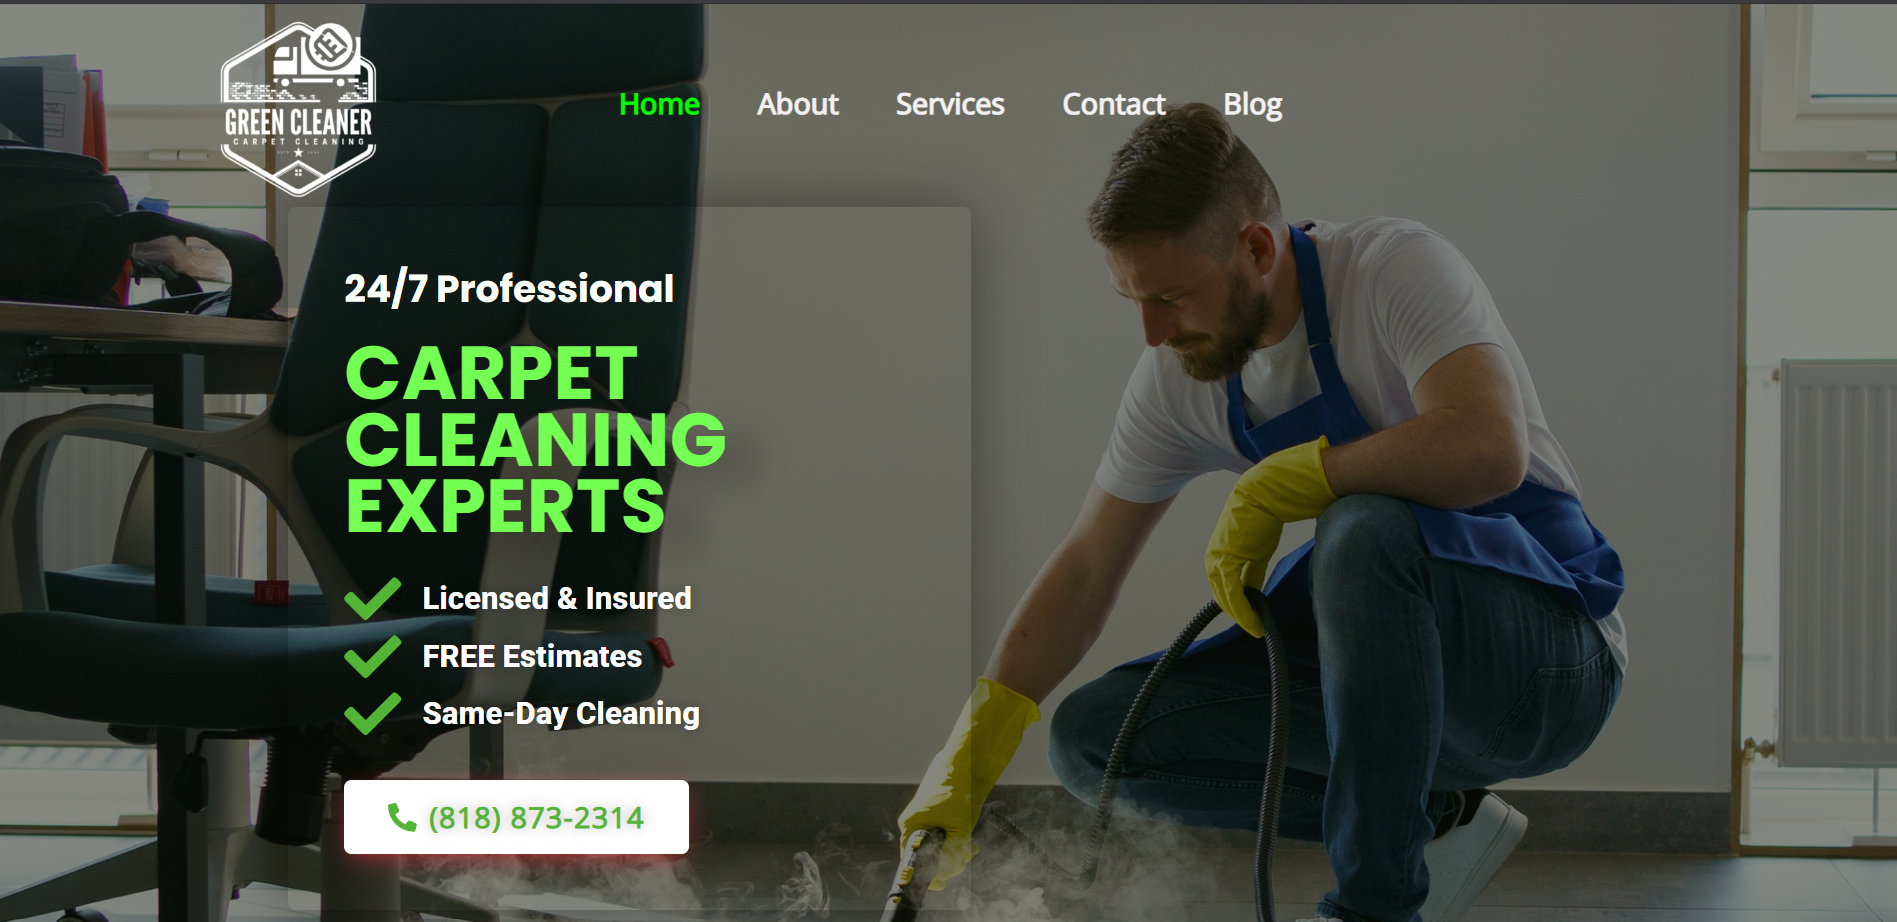 GREEN CLEANER
CARPET CLEANING
Home
About
Services
Contact
Blog
24/7 Professional
CARPET
CLEANING
EXPERTS
Licensed & Insured
FREE Estimates
Same-Day Cleaning
(818) 873-2314